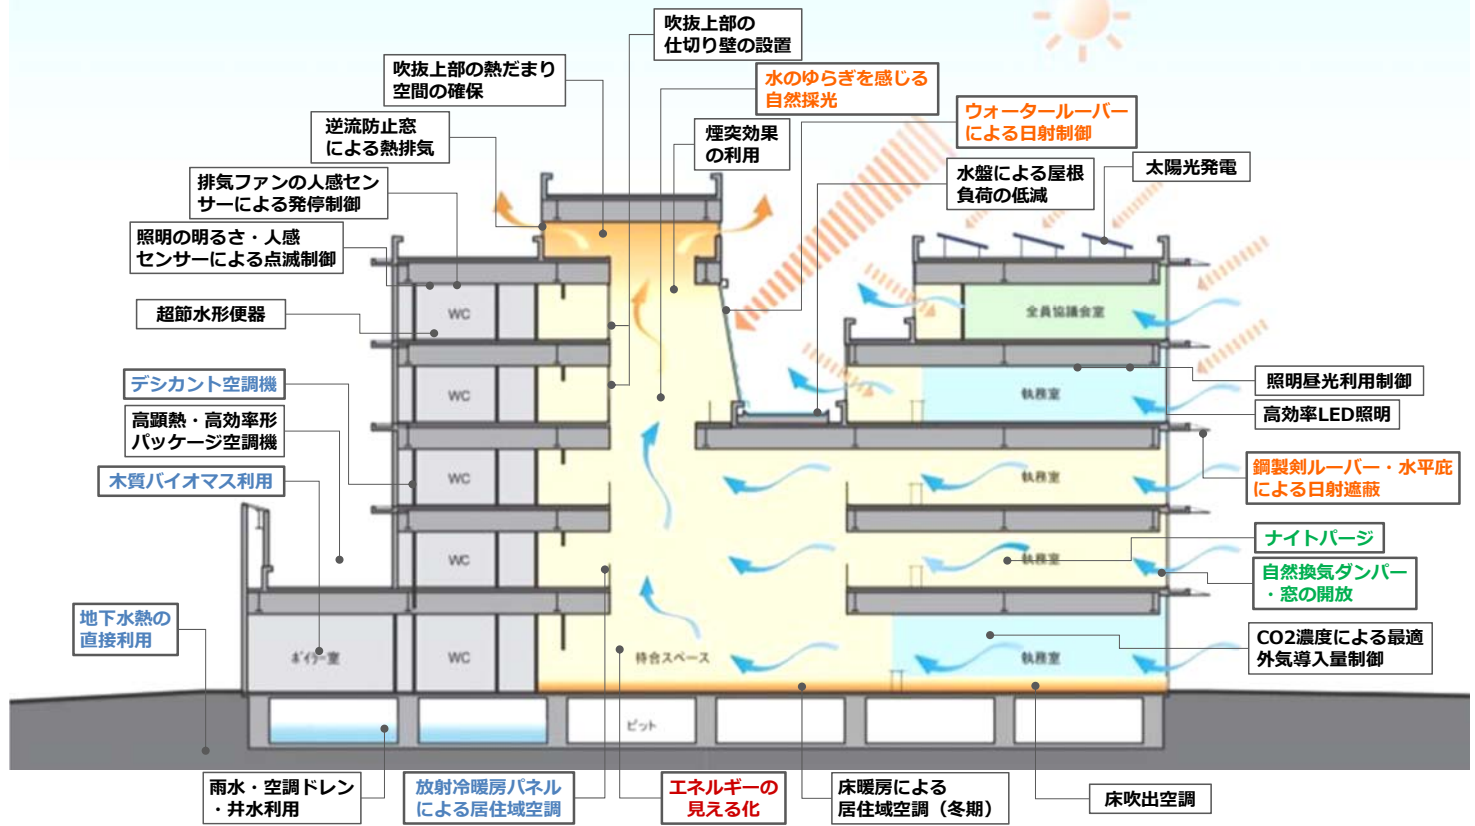 吹抜上部の
仕切り壁の設置
吹抜上部の熱だまり
空間の確保
水のゆらぎを感じる
自然採光
ウォータールーバー
による日射制御
逆流防止窓
による熱排気
煙突効果
の利用
水盤による屋根
負荷の低減
太陽光発電
排気ファンの人感セン
サーによる発停制御
照明の明るさ・人感
センサーによる点滅制御
超節水形便器
WC
全員協議会室
デシカント空調機
WC
執務室
照明昼光利用制御
高効率LED照明
高顕熱・高効率形
パッケージ空調機
木質バイオマス利用
WC
執務室
鋼製剣ルーバー・水平庇
による日射遮蔽
ナイトパージ
WC
執務室
自然換気ダンパー
・窓の開放
地下水熱の
直接利用
ボイラー室
WC
待合スペース
執務室
CO2濃度による最適
外気導入量制御
ピット
雨水・空調ドレン
・井水利用
放射冷暖房パネル
による居住域空調
エネルギーの
見える化
床暖房による
居住域空調（冬期）
床吹出空調